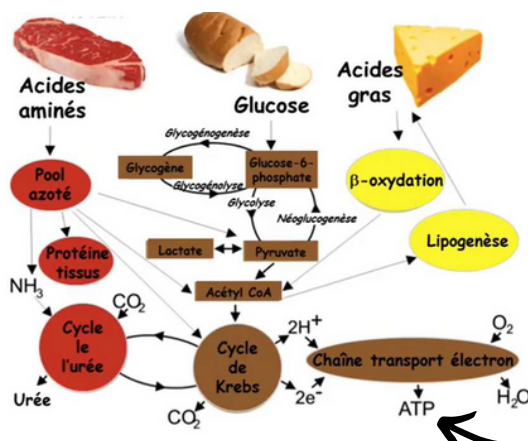 Acides
aminés
Glucose
Acides
gras
Glycogénogenèse
Glycogène
Glucose-6-
phosphate
Glycogénolyse
Glycolyse
Néoglucogenèse
Pool
azoté
β-oxydation
Lipogenèse
Protéine
tissus
Lactate
Pyruvate
NH3
Acétyl CoA
CO2
Cycle
le
l'urée
Urée
Cycle
de
Krebs
CO2
2H+
2e-
O2
Chaîne transport électron
ATP
H2O